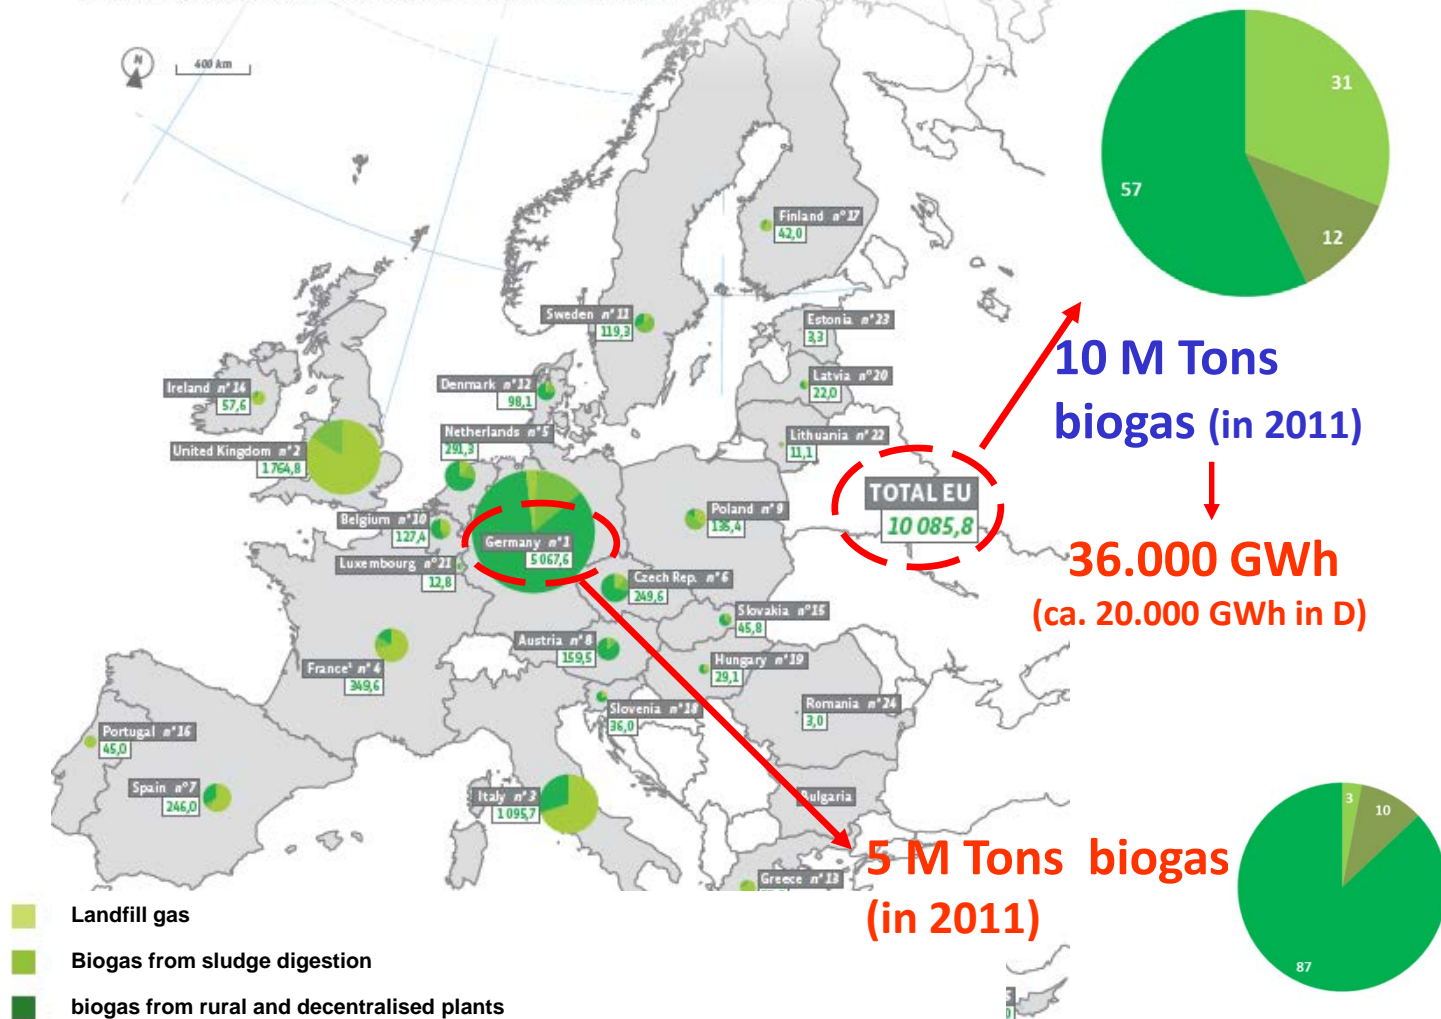 N
400 km
31
57
12
Finland n°17
42,0
Sweden n°11
119,3
Estonia n°23
3,3
10 M Tons
biogas (in 2011)
Latvia n°20
22,0
Ireland n°14
57,6
Denmark n°12
98,1
Netherlands n°5
291,3
Lithuania n°22
11,1
United Kingdom n°2
1 764,8
TOTAL EU
10 085,8
Belgium n°10
127,4
Poland n°9
135,4
Germany n°1
5 067,6
36.000 GWh
(ca. 20.000 GWh in D)
Luxembourg n°21
12,8
Czech Rep. n°6
249,6
Slovakia n°15
45,8
Austria n°8
159,5
Hungary n°19
29,1
France¹ n°4
349,6
Slovenia n°18
36,0
Romania n°24
3,0
Portugal n°16
45,0
Spain n°7
246,0
Italy n°3
1 095,7
Bulgaria
3
10
87
5 M Tons biogas
(in 2011)
Greece n°13
Landfill gas
Biogas from sludge digestion
biogas from rural and decentralised plants